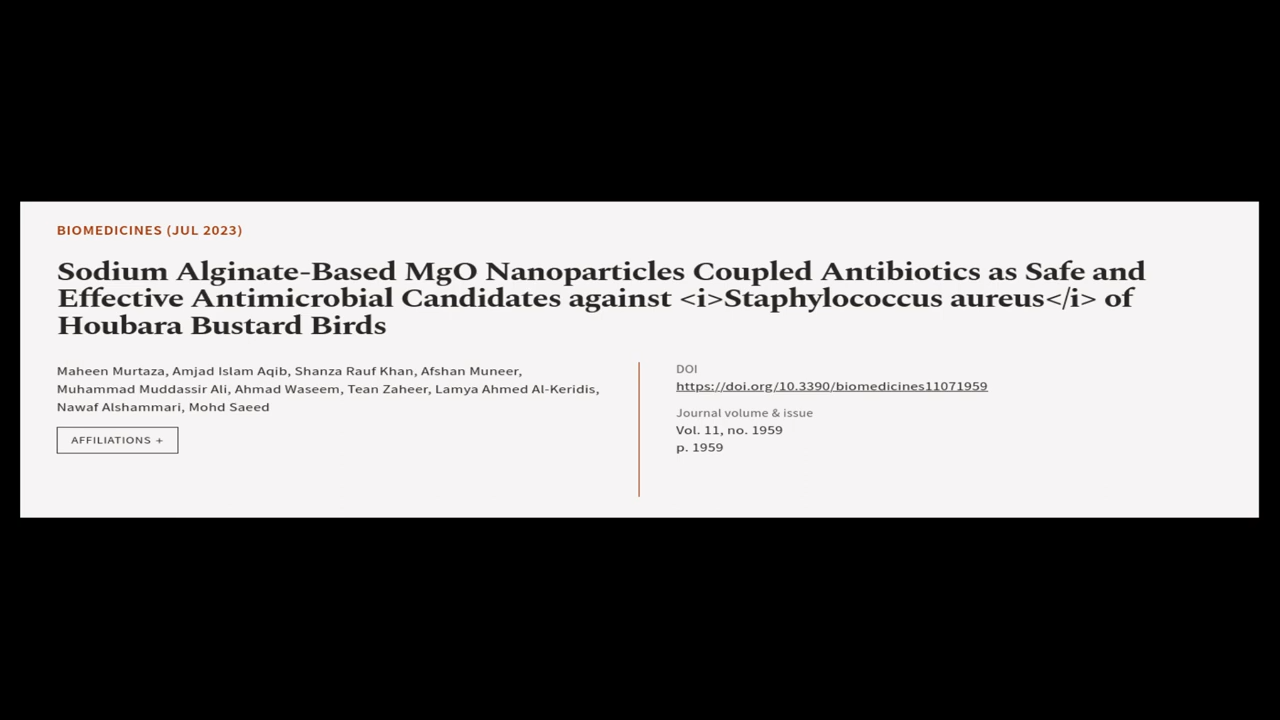 BIOMEDICINES (JUL 2023)
Sodium Alginate-Based MgO Nanoparticles Coupled Antibiotics as Safe and
Effective Antimicrobial Candidates against <i>Staphylococcus aureus</i> of
Houbara Bustard Birds
Maheen Murtaza, Amjad Islam Aqib, Shanza Rauf Khan, Afshan Muneer,
Muhammad Muddassir Ali, Ahmad Waseem, Tean Zaheer, Lamya Ahmed Al-Keridis,
Nawaf Alshammari, Mohd Saeed
AFFILIATIONS +
DOI
https://doi.org/10.3390/biomedicines11071959
Journal volume & issue
Vol. 11, no. 1959
p. 1959